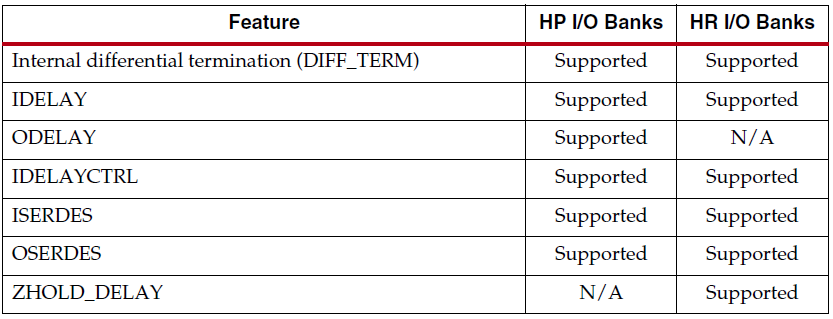 Feature HP I/O Banks HR I/O Banks
Internal differential termination (DIFF_TERM) Supported Supported
IDELAY Supported Supported
ODELAY Supported N/A
IDELAYCTRL Supported Supported
ISERDES Supported Supported
OSERDES Supported Supported
ZHOLD_DELAY N/A Supported